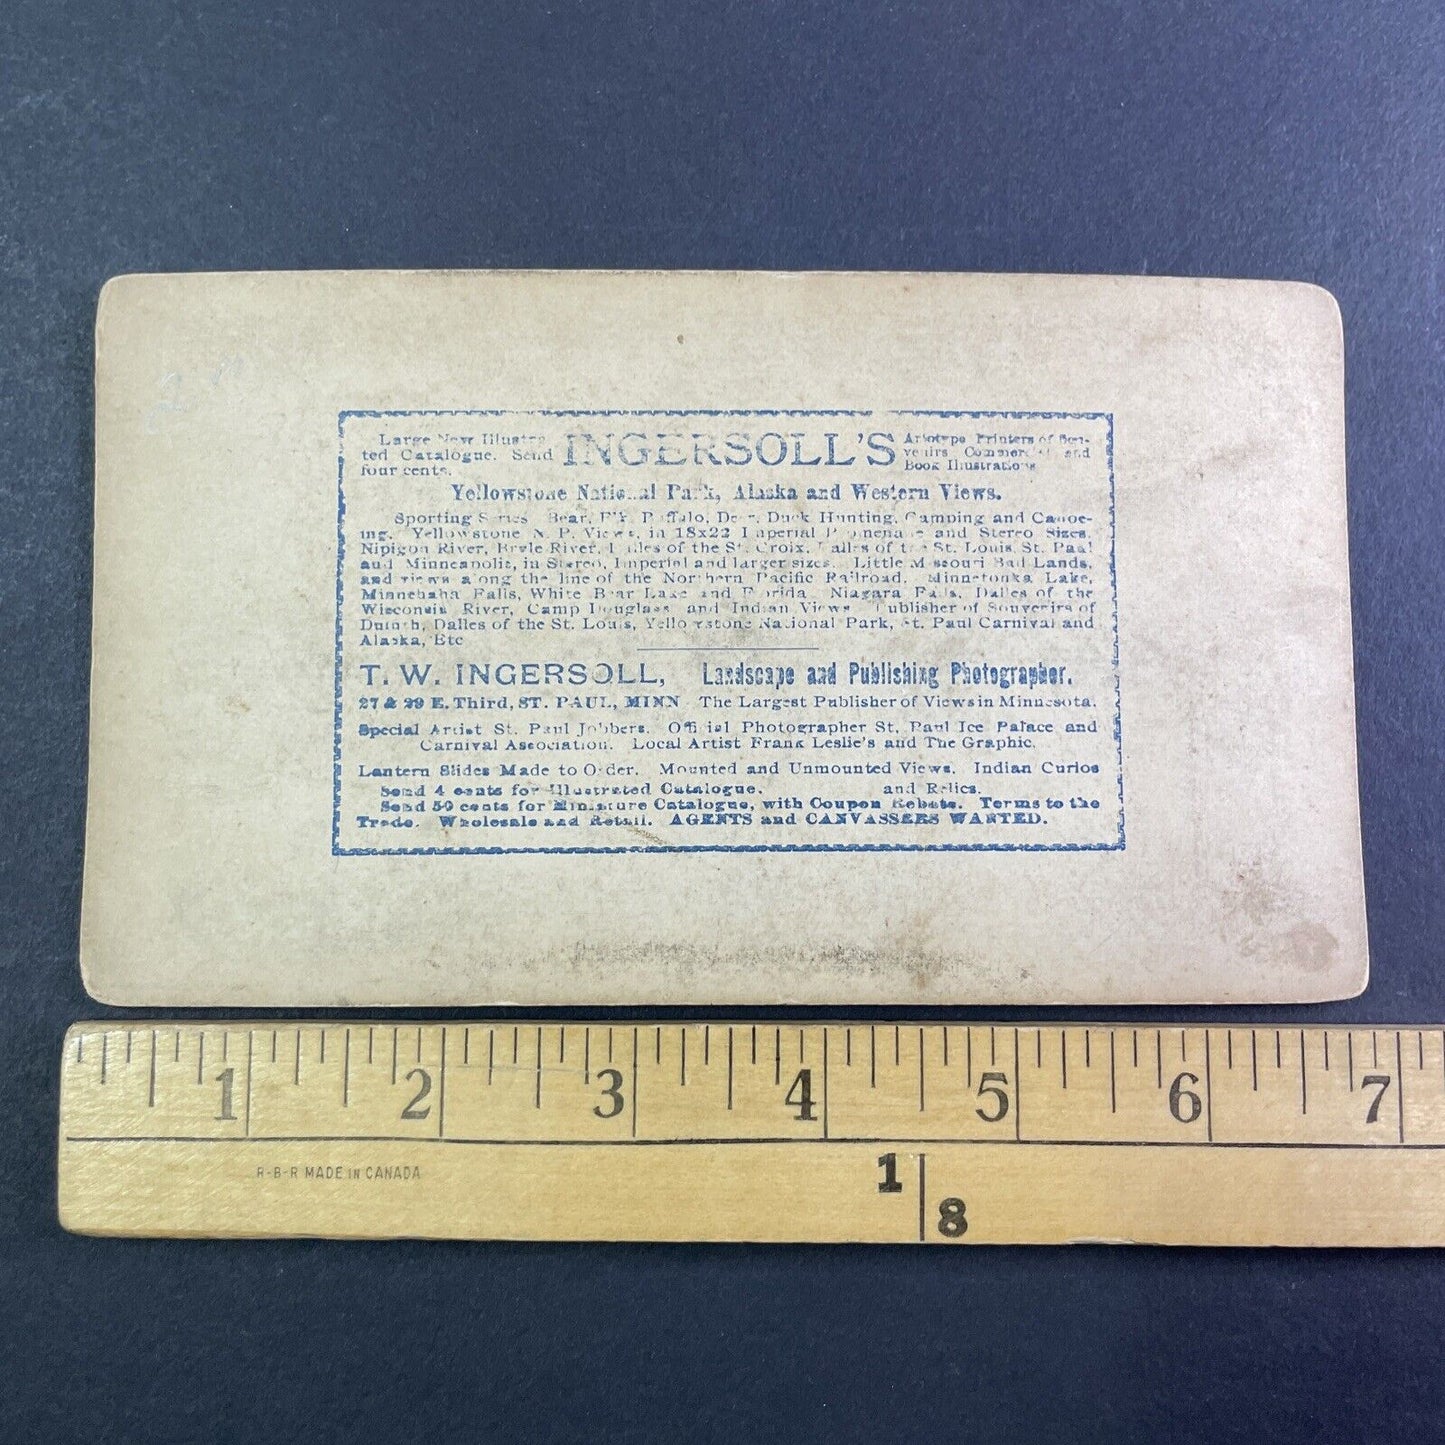 Large New Illustra
ted Catalogue. Send
four cents.
INGERSOLL'S
Artotype Printers of Sou-
venirs, Commercial and
Book Illustrations
Yellowstone National Park, Alaska and Western Views.
Sporting Series Bear, Elk, Buffalo, Deer, Duck Hunting, Camping and Canoe-
ing. Yellowstone N. P. Views, in 18x22 Imperial Promenade and Stereo Sizes.
Nipigon River, Brule River, Dalles of the St. Croix, Dalles of the St. Louis, St. Paul
and Minneapolis, in Stereo, Imperial and larger sizes. Little Missouri Bad Lands,
and views along the line of the Northern Pacific Railroad. Minnetonka Lake,
Minnehaha Falls, White Bear Lake and Florida Niagara Falls, Dalles of the
Wisconsin River, Camp Douglass and Indian Views Publisher of Souvenirs of
Duluth, Dalles of the St. Louis, Yellowstone National Park, St. Paul Carnival and
Alaska, Etc
T. W. INGERSOLL, Landscape and Publishing Photographer.
27 & 29 E. Third, ST. PAUL, MINN The Largest Publisher of Views in Minnesota.
Special Artist St. Paul Jobbers. Official Photographer St. Paul Ice Palace and
Carnival Association. Local Artist Frank Leslie's and The Graphic.
Lantern Slides Made to Order. Mounted and Unmounted Views. Indian Curios
Send 4 cents for Illustrated Catalogue. and Relics.
Send 50 cents for Miniature Catalogue, with Coupon Rebate. Terms to the
Trade. Wholesale and Retail. AGENTS and CANVASSERS WANTED.
1 2 3 4 5 6 7
R-B-R MADE IN CANADA
1
8